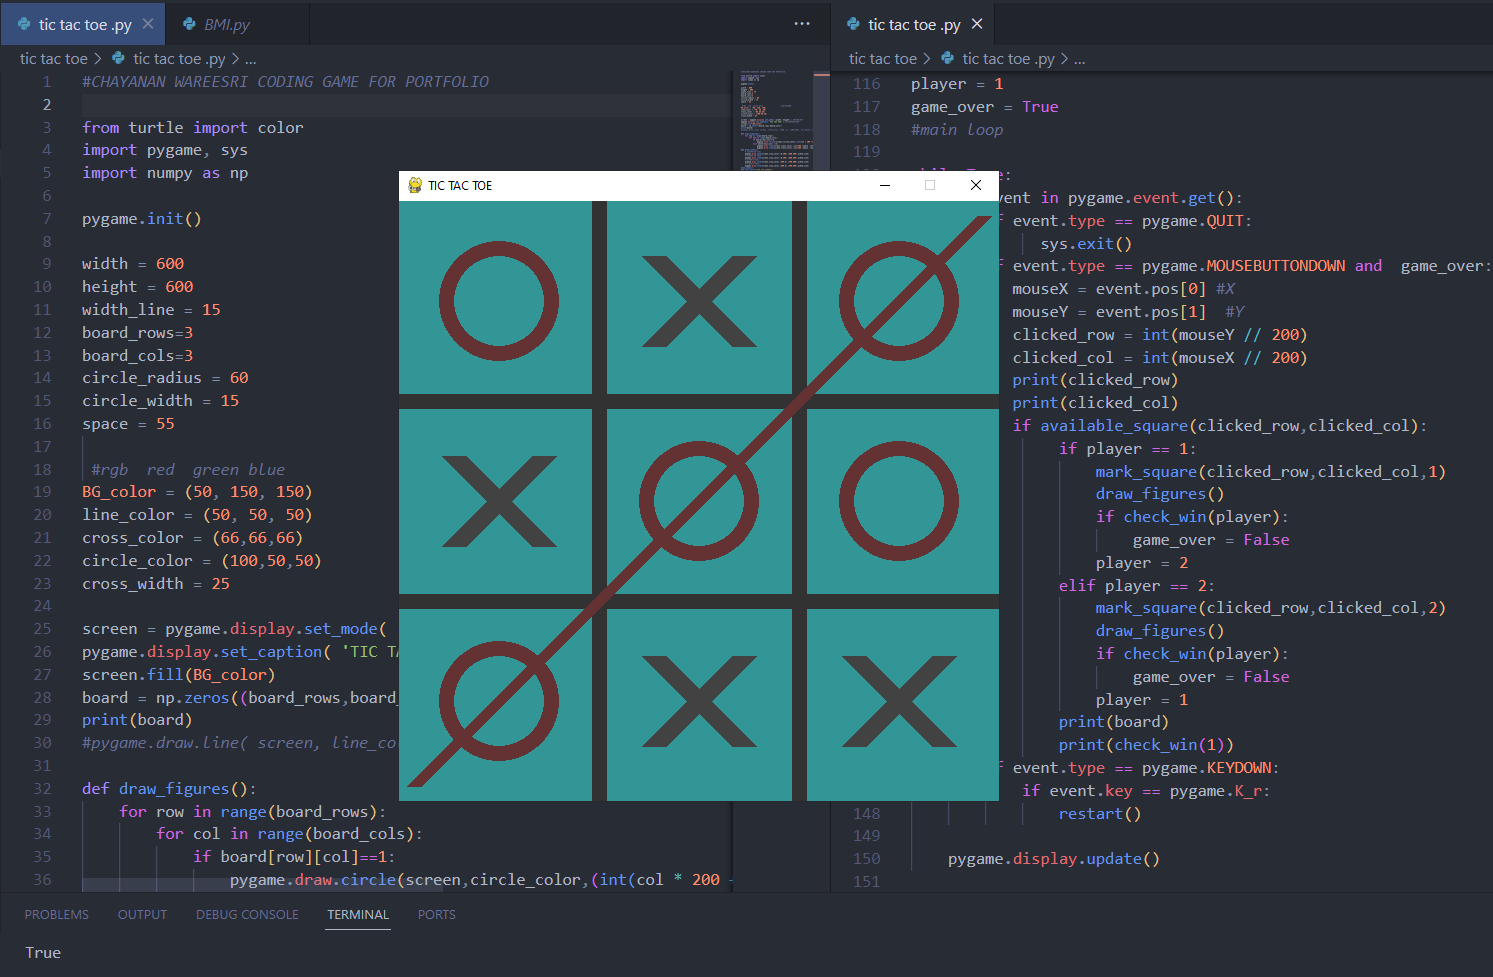 tic tac toe .py
BMI.py
tic tac toe > tic tac toe .py > ...
1 #CHAYANAN WAREESRI CODING GAME FOR PORTFOLIO
2
3 from turtle import color
4 import pygame, sys
5 import numpy as np
6
7 pygame.init()
8
9 width = 600
10 height = 600
11 width_line = 15
12 board_rows=3
13 board_cols=3
14 circle_radius = 60
15 circle_width = 15
16 space = 55
17
18 #rgb red green blue
19 BG_color = (50, 150, 150)
20 line_color = (50, 50, 50)
21 cross_color = (66,66,66)
22 circle_color = (100,50,50)
23 cross_width = 25
24
25 screen = pygame.display.set_mode(
26 pygame.display.set_caption( 'TIC TA
27 screen.fill(BG_color)
28 board = np.zeros((board_rows,board_
29 print(board)
30 #pygame.draw.line( screen, line_co
31
32 def draw_figures():
33 for row in range(board_rows):
34 for col in range(board_cols):
35 if board[row][col]==1:
36 pygame.draw.circle(screen,circle_color,(int(col * 200
TIC TAC TOE
tic tac toe .py
tic tac toe > tic tac toe .py > ...
116 player = 1
117 game_over = True
118 #main loop
119
event in pygame.event.get():
event.type == pygame.QUIT:
sys.exit()
event.type == pygame.MOUSEBUTTONDOWN and game_over:
mouseX = event.pos[0] #X
mouseY = event.pos[1] #Y
clicked_row = int(mouseY // 200)
clicked_col = int(mouseX // 200)
print(clicked_row)
print(clicked_col)
if available_square(clicked_row,clicked_col):
if player == 1:
mark_square(clicked_row,clicked_col,1)
draw_figures()
if check_win(player):
game_over = False
player = 2
elif player == 2:
mark_square(clicked_row,clicked_col,2)
draw_figures()
if check_win(player):
game_over = False
player = 1
print(board)
print(check_win(1))
event.type == pygame.KEYDOWN:
if event.key == pygame.K_r:
148 restart()
149
150 pygame.display.update()
151
PROBLEMS OUTPUT DEBUG CONSOLE TERMINAL PORTS
True